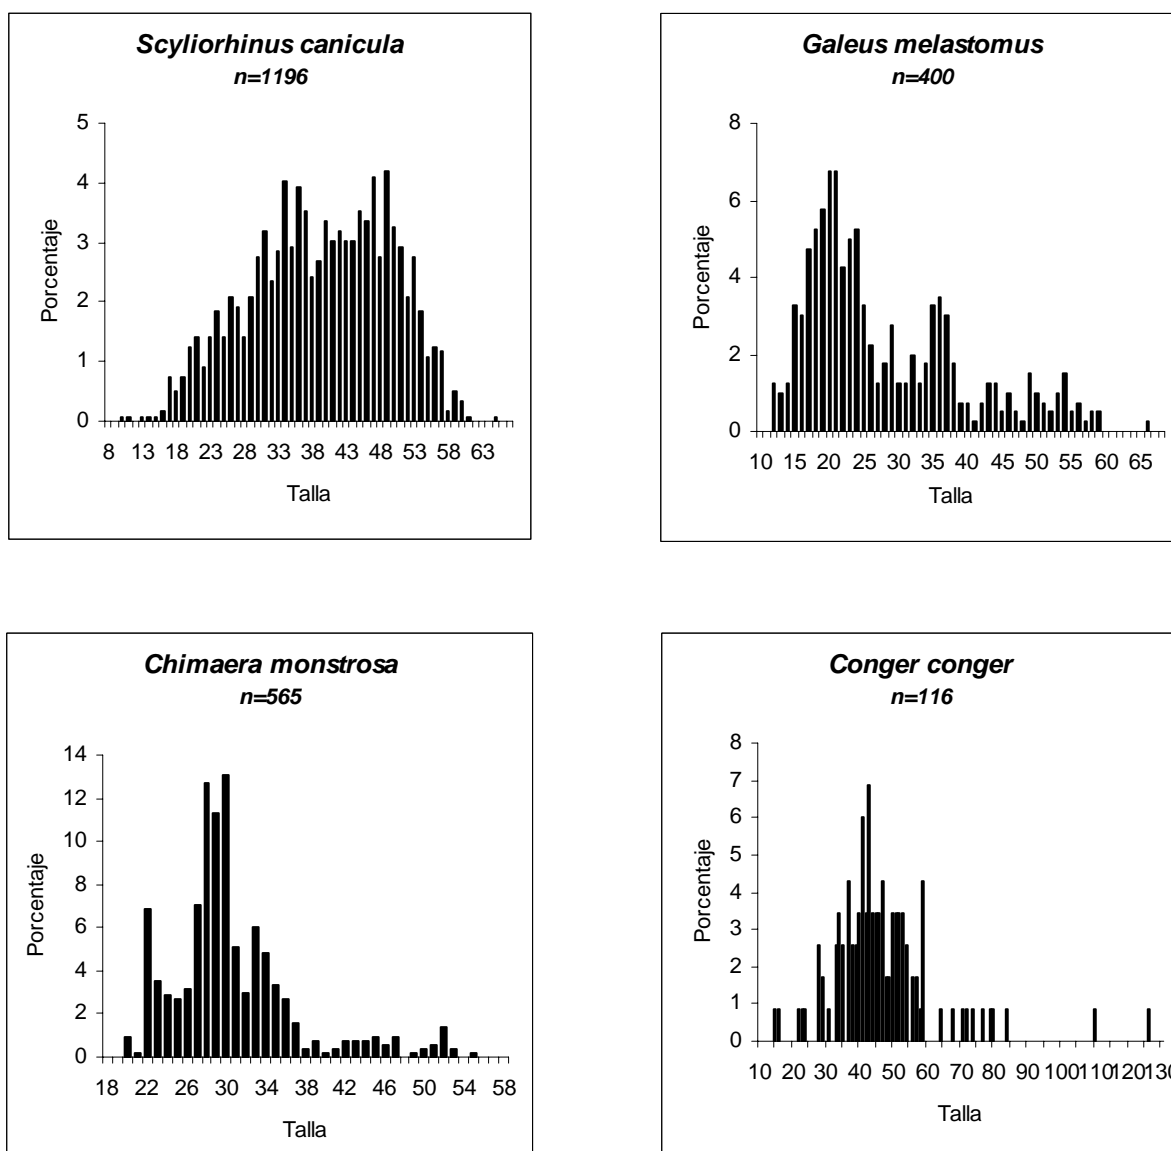 Scyliorhinus canicula
n=1196
5
4
3
2
1
0
Porcentaje
8 13 18 23 28 33 38 43 48 53 58 63
Talla
Galeus melastomus
n=400
8
6
4
2
0
Porcentaje
10 15 20 25 30 35 40 45 50 55 60 65
Talla
Chimaera monstrosa
n=565
14
12
10
8
6
4
2
0
Porcentaje
18 22 26 30 34 38 42 46 50 54 58
Talla
Conger conger
n=116
8
7
6
5
4
3
2
1
0
Porcentaje
10 20 30 40 50 60 70 80 90 100110120130
Talla